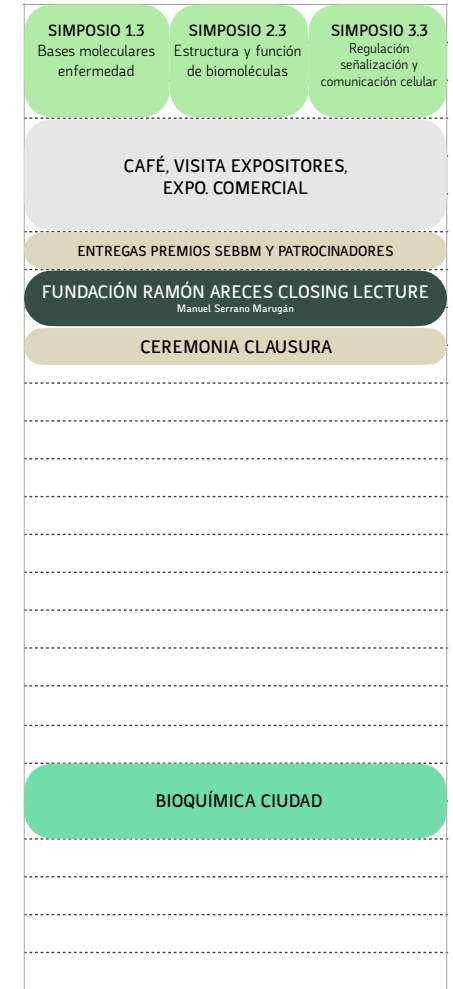 SIMPOSIO 1.3
Bases moleculares
enfermedad
SIMPOSIO 2.3
Estructura y función
de biomoléculas
SIMPOSIO 3.3
Regulación
señalización y
comunicación celular
CAFÉ, VISITA EXPOSITORES,
EXPO. COMERCIAL
ENTREGAS PREMIOS SEBBM Y PATROCINADORES
FUNDACIÓN RAMÓN ARECES CLOSING LECTURE
Manuel Serrano Marugán
CEREMONIA CLAUSURA
BIOQUÍMICA CIUDAD